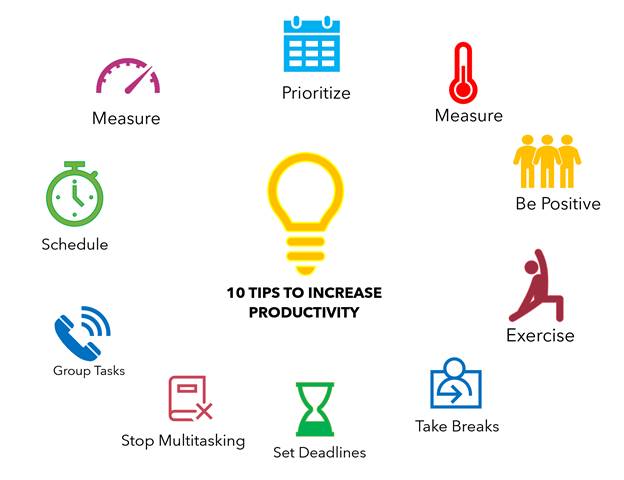 Prioritize
Measure
Measure
Be Positive
Schedule
10 TIPS TO INCREASE
PRODUCTIVITY
Exercise
Group Tasks
Take Breaks
Stop Multitasking
Set Deadlines